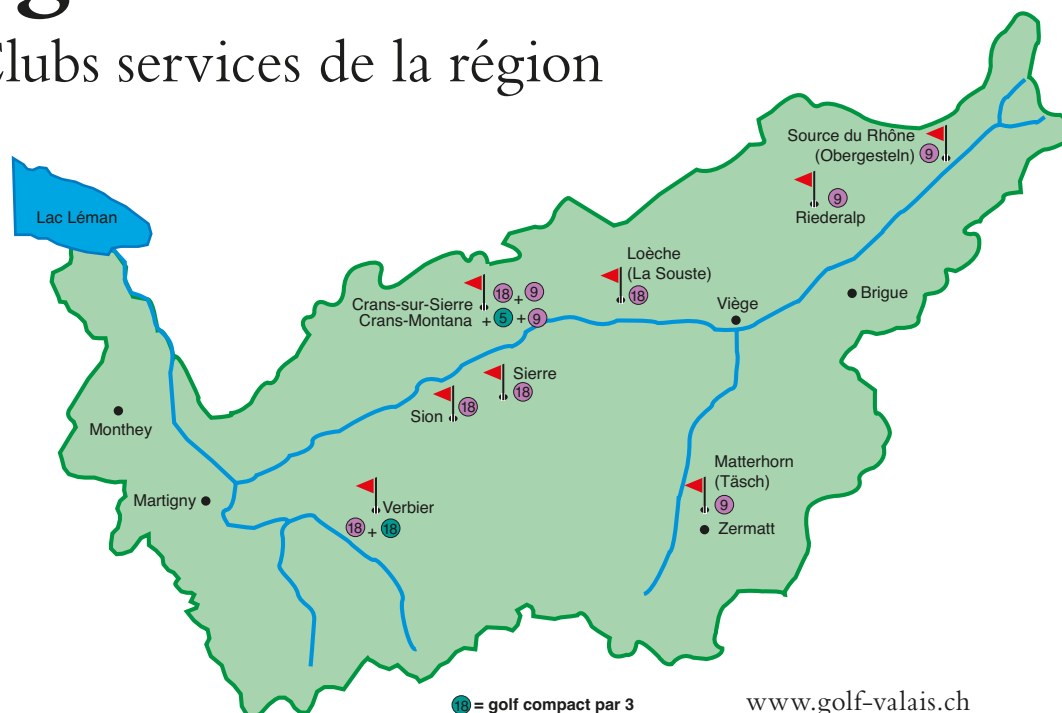 g
Clubs services de la région
Source du Rhône
(Obergesteln) 9
9
Riederalp
Lac Léman
Loèche
(La Souste)
18
Crans-sur-Sierre 18 + 9
Crans-Montana + 5 + 9
Viège
Brigue
Sierre
18
Sion 18
Monthey
Matterhorn
(Täsch)
9
Zermatt
Martigny
Verbier
18 + 18
18 = golf compact par 3
www.golf-valais.ch